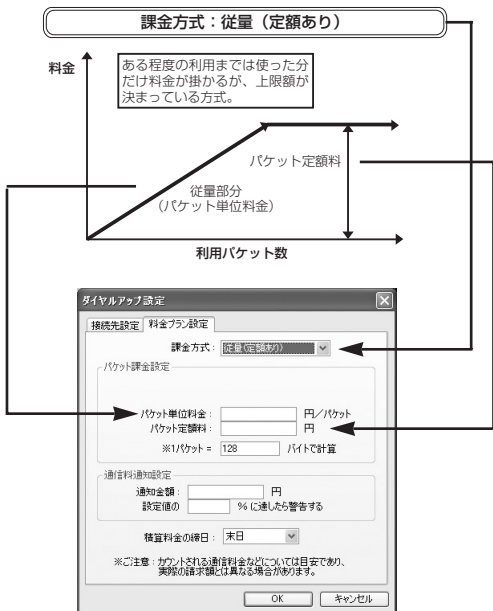 課金方式：従量（定額あり）
料金
ある程度の利用までは使った分
だけ料金が掛かるが、上限額が
決まっている方式。
パケット定額料
従量部分
（パケット単位料金）
利用パケット数
ダイヤルアップ設定
接続先設定 料金プラン設定
課金方式： 従量(定額あり)
パケット課金設定
パケット単位料金： 円／パケット
パケット定額料： 円
※1パケット = 128 バイトで計算
通信料通知設定
通知金額： 円
設定値の % に達したら警告する
積算料金の締日： 末日
※ご注意：カウントされる通信料金などについては目安であり、
実際の請求額とは異なる場合があります。
OK キャンセル